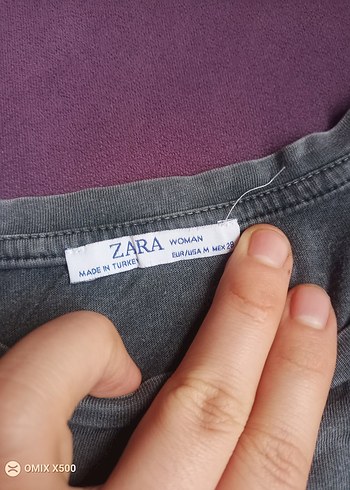 ZARA WOMAN
MADE IN TURKEY EUR/USA M MEX 28
OMIX X500